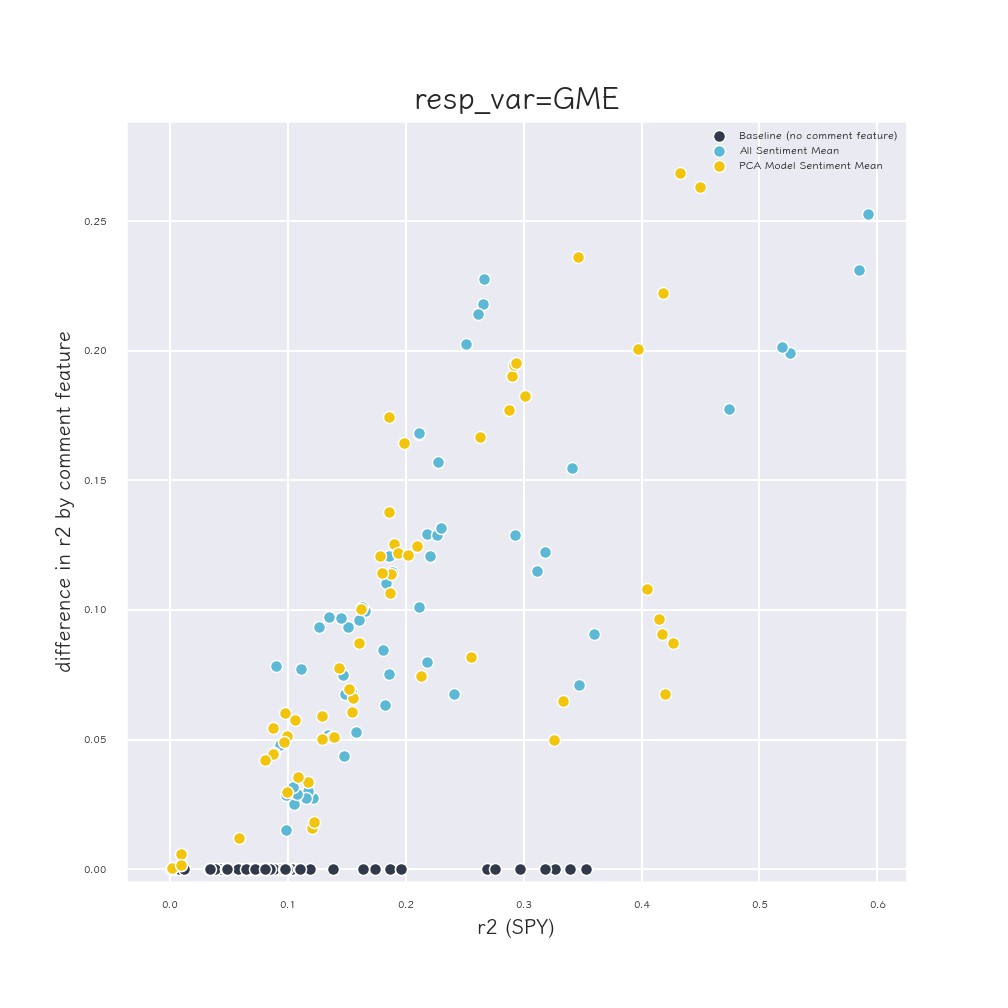 resp_var=GME
Baseline (no comment feature)
All Sentiment Mean
PCA Model Sentiment Mean
difference in r2 by comment feature
0.25
0.20
0.15
0.10
0.05
0.00
0.0 0.1 0.2 0.3 0.4 0.5 0.6
r2 (SPY)